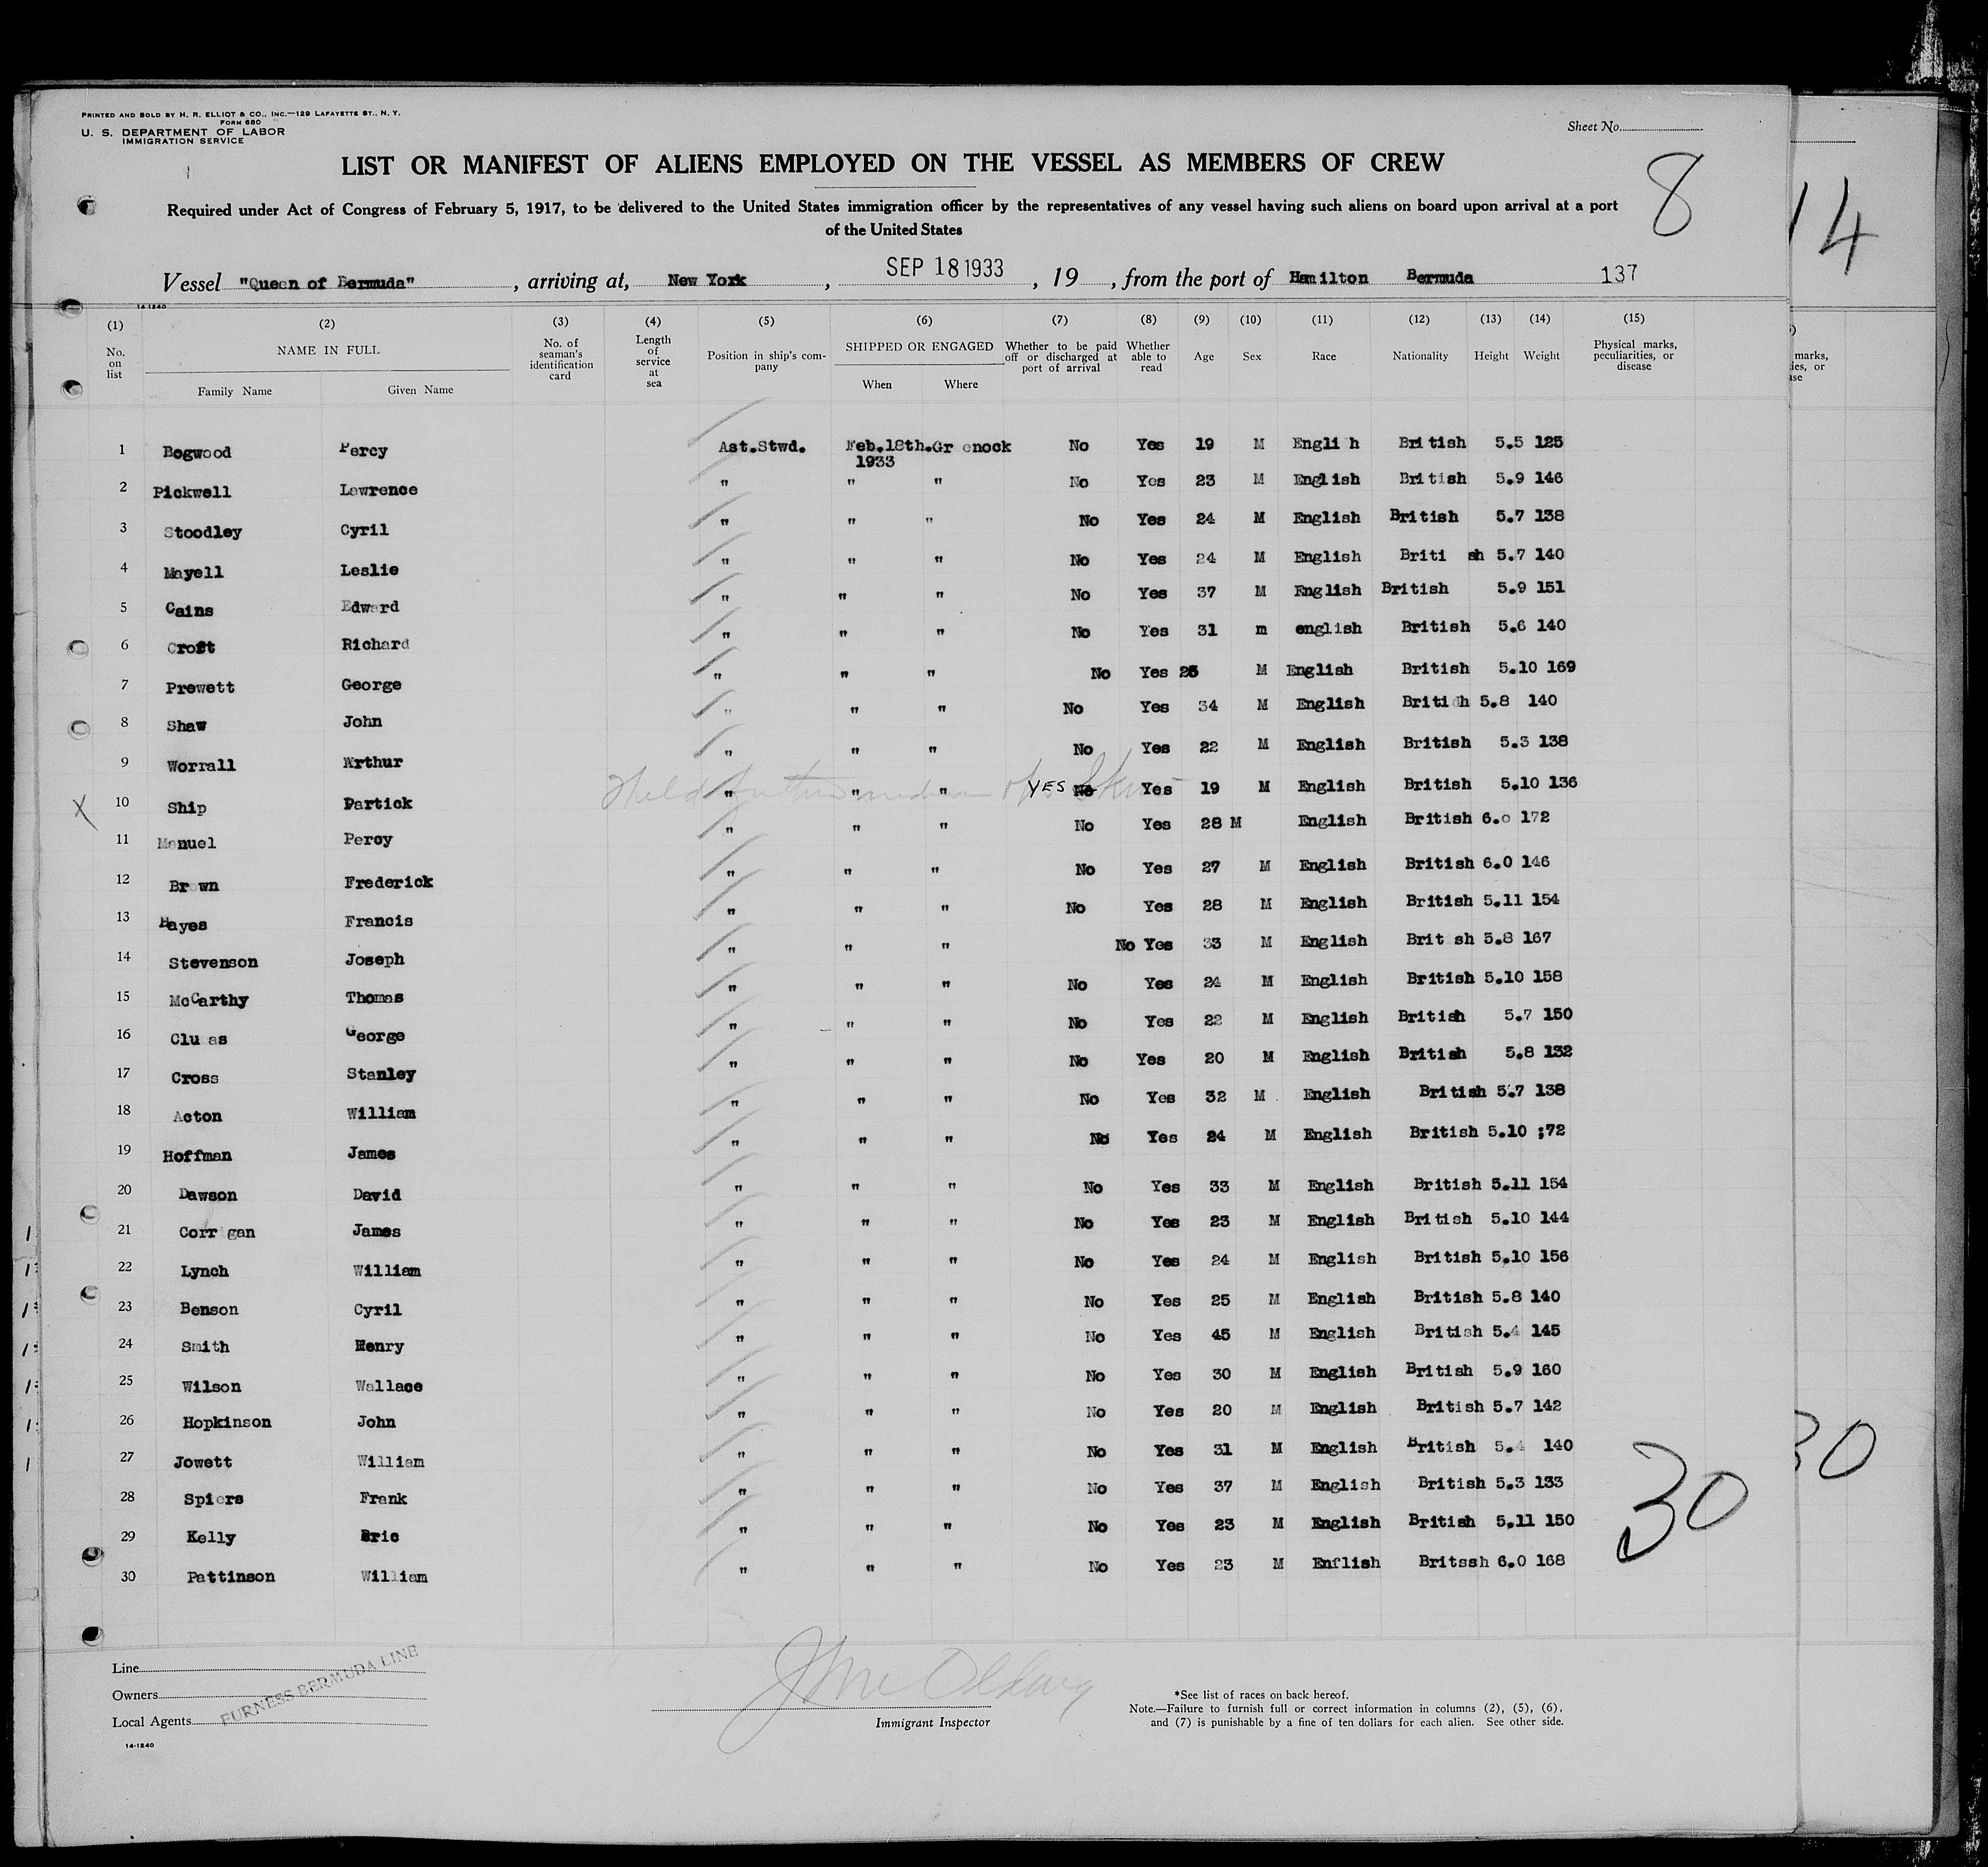 PRINTED AND SOLD BY H. R. ELLIOT & CO., INC.—129 LAFAYETTE ST., N. Y.
FORM 680
U. S. DEPARTMENT OF LABOR
IMMIGRATION SERVICE
Sheet No.
LIST OR MANIFEST OF ALIENS EMPLOYED ON THE VESSEL AS MEMBERS OF CREW
8
14
Required under Act of Congress of February 5, 1917, to be delivered to the United States immigration officer by the representatives of any vessel having such aliens on board upon arrival at a port
of the United States
Vessel "Queen of Bermuda", arriving at, New York, SEP 18 1933, 19, from the port of Hamilton Bermuda 137
14-1240
(1) (2) (3) (4) (5) (6) (7) (8) (9) (10) (11) (12) (13) (14) (15)
No. on list
NAME IN FULL
Family Name Given Name
No. of seaman's identification card
Length of service at sea
Position in ship's company
SHIPPED OR ENGAGED
When Where
Whether to be paid off or discharged at port of arrival
Whether able to read
Age Sex Race Nationality Height Weight
Physical marks, peculiarities, or disease
1 Bogwood Percy Ast.Stwd. Feb.18th. Gr enock No Yes 19 M Engli h British 5.5 125
1933
2 Pickwell Lawrence " " " No Yes 23 M English British 5.9 146
3 Stoodley Cyril " " " No Yes 24 M English British 5.7 138
4 Mayell Leslie " " " No Yes 24 M English Briti sh 5.7 140
5 Cains Edward " " " No Yes 37 M English British 5.9 151
6 Croft Richard " " " No Yes 31 m english British 5.6 140
7 Prewett George " " " No Yes 25 M English British 5.10 169
8 Shaw John " " " No Yes 34 M English British 5.8 140
9 Worrall Arthur " " " No Yes 22 M English British 5.3 138
X 10 Ship Partick " " " YES No Yes 19 M English British 5.10 136
Held
11 Manuel Percy " " " No Yes 28 M English British 6.0 172
12 Brown Frederick " " " No Yes 27 M English British 6.0 146
13 Hayes Francis " " " No Yes 28 M English British 5.11 154
14 Stevenson Joseph " " " No Yes 33 M English Brit sh 5.8 167
15 McCarthy Thomas " " " No Yes 24 M English British 5.10 158
16 Clu as George " " " No Yes 22 M English British 5.7 150
17 Cross Stanley " " " No Yes 20 M English British 5.8 132
18 Acton William " " " No Yes 32 M English British 5.7 138
19 Hoffman James " " " No Yes 24 M English British 5.10 ;72
20 Dawson David " " " No Yes 33 M English British 5.11 154
21 Corrigan James " " " No Yes 23 M English British 5.10 144
22 Lynch William " " " No Yes 24 M English British 5.10 156
23 Benson Cyril " " " No Yes 25 M English British 5.8 140
24 Smith Henry " " " No Yes 45 M English British 5.4 145
25 Wilson Wallace " " " No Yes 30 M English British 5.9 160
26 Hopkinson John " " " No Yes 20 M English British 5.7 142
27 Jowett William " " " No Yes 31 M English British 5.4 140
28 Spiers Frank " " " No Yes 37 M English British 5.3 133
29 Kelly Eric " " " No Yes 23 M English British 5.11 150
30 Pattinson William " " " No Yes 23 M Enflish Britssh 6.0 168
30
30
Line
Owners
Local Agents
FURNESS BERMUDA LINE
14-1240
Immigrant Inspector
*See list of races on back hereof.
Note.—Failure to furnish full or correct information in columns (2), (5), (6),
and (7) is punishable by a fine of ten dollars for each alien. See other side.